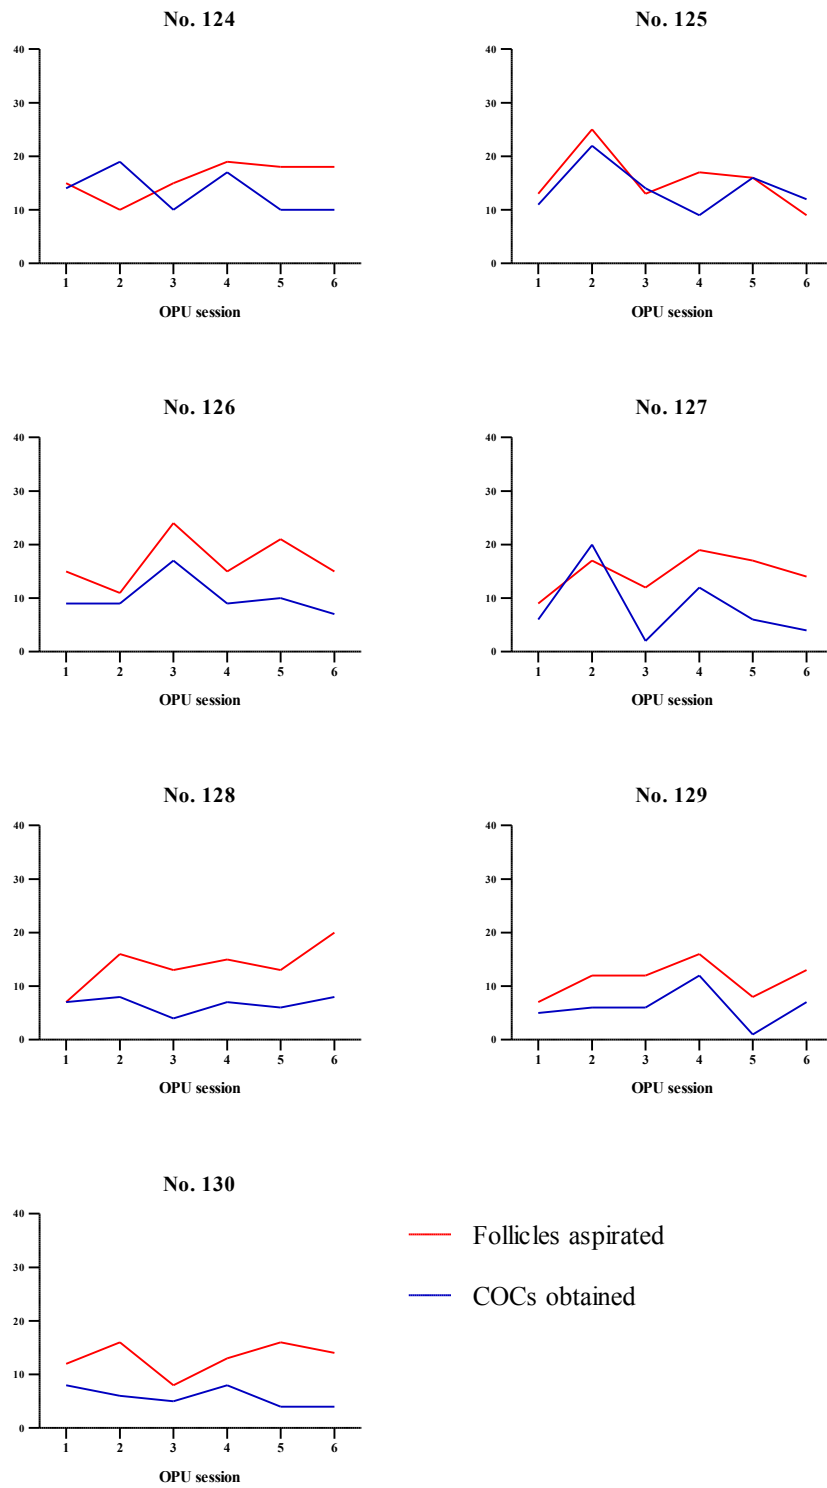 No. 124
40
30
20
10
0
1 2 3 4 5 6
OPU session
No. 125
40
30
20
10
0
1 2 3 4 5 6
OPU session
No. 126
40
30
20
10
0
1 2 3 4 5 6
OPU session
No. 127
40
30
20
10
0
1 2 3 4 5 6
OPU session
No. 128
40
30
20
10
0
1 2 3 4 5 6
OPU session
No. 129
40
30
20
10
0
1 2 3 4 5 6
OPU session
No. 130
40
30
20
10
0
1 2 3 4 5 6
OPU session
Follicles aspirated
COCs obtained